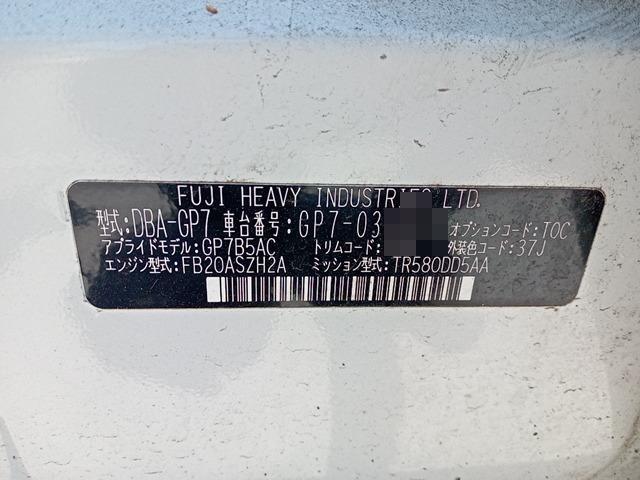 FUJI HEAVY INDUSTRIES LTD.
型式:DBA-GP7 車台番号:GP7-03 オプションコード:TOC
アプライドモデル:GP7B5AC トリムコード: 外装色コード:37J
エンジン型式:FB20ASZH2A ミッション型式:TR580DD5AA